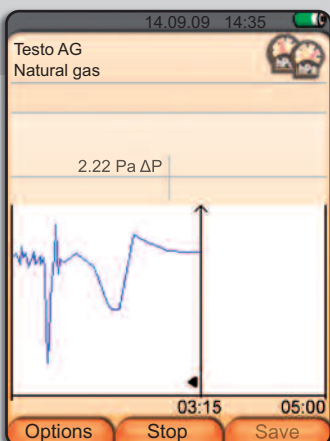 14.09.09 14:35
Testo AG
Natural gas
2.22 Pa ΔP
03:15 05:00
Options Stop Save